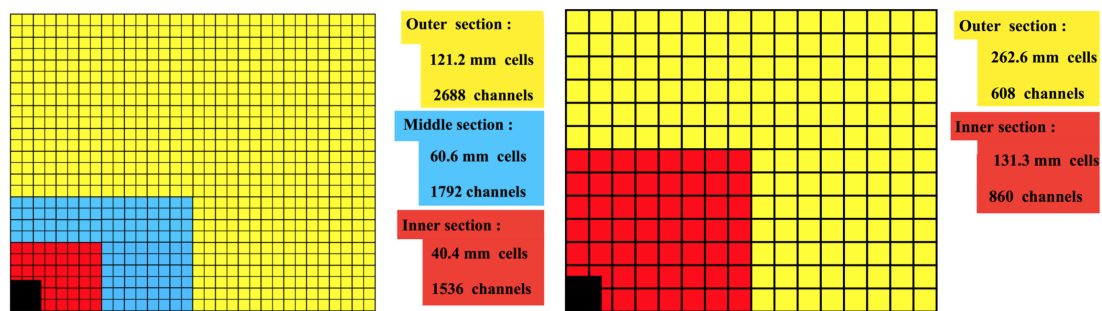 Outer section :
121.2 mm cells
2688 channels
Middle section :
60.6 mm cells
1792 channels
Inner section :
40.4 mm cells
1536 channels
Outer section :
262.6 mm cells
608 channels
Inner section :
131.3 mm cells
860 channels